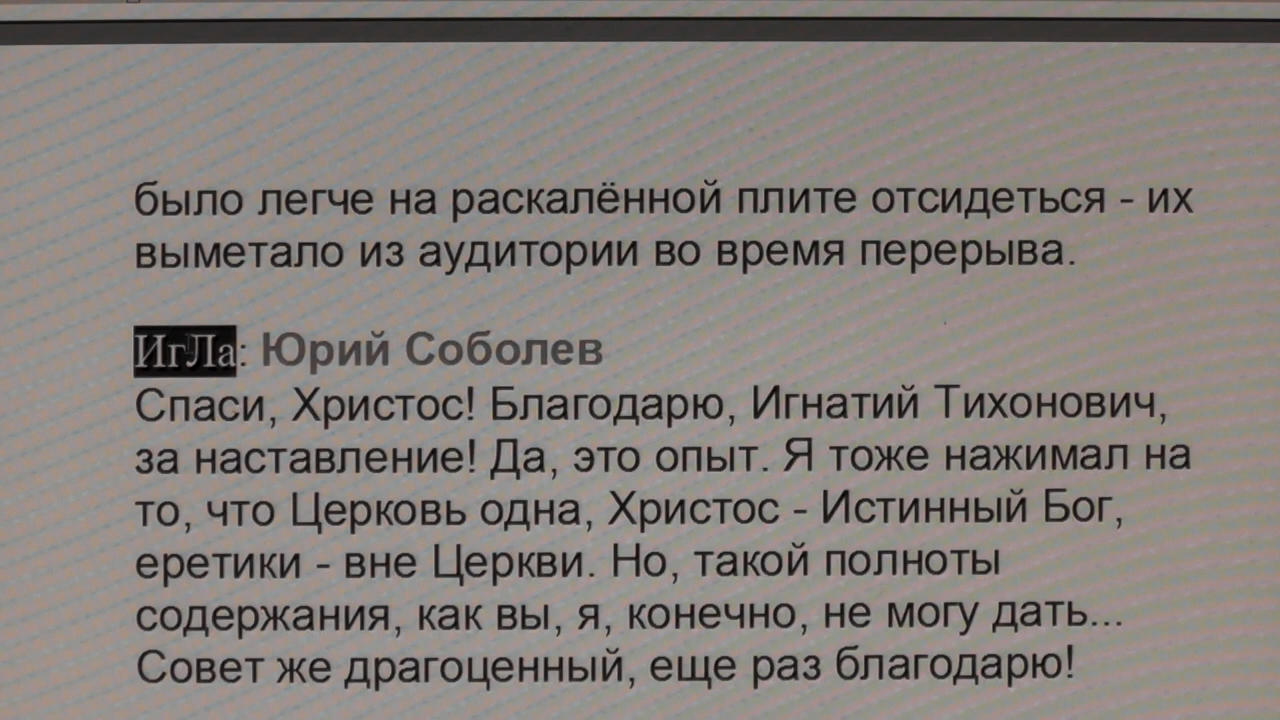 было легче на раскалённой плите отсидеться - их
выметало из аудитории во время перерыва.
ИгЛа: Юрий Соболев
Спаси, Христос! Благодарю, Игнатий Тихонович,
за наставление! Да, это опыт. Я тоже нажимал на
то, что Церковь одна, Христос - Истинный Бог,
еретики - вне Церкви. Но, такой полноты
содержания, как вы, я, конечно, не могу дать...
Совет же драгоценный, еще раз благодарю!